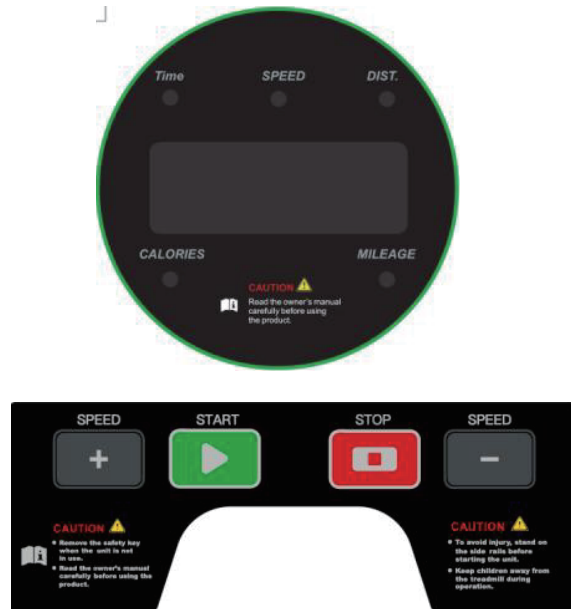 Time SPEED DIST.
CALORIES MILEAGE
CAUTION
Read the owner's manual
carefully before using
the product.
SPEED START STOP SPEED
+ −
CAUTION
• Remove the safety key
when the unit is not
in use.
• Read the owner's manual
carefully before using the
product.
CAUTION
• To avoid injury, stand on
the side rails before
starting the unit.
• Keep children away from
the treadmill during
operation.